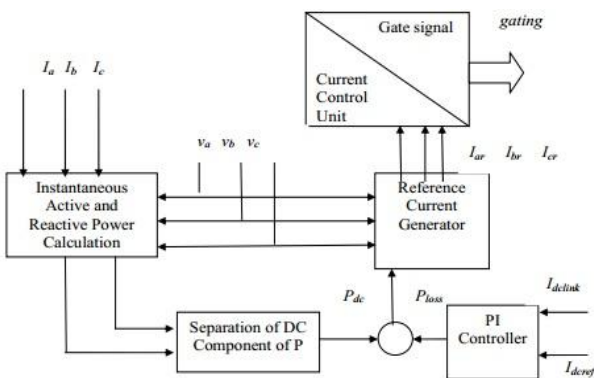 Gate signal
gating
Current
Control
Unit
I_a I_b I_c
v_a v_b v_c
I_ar I_br I_cr
Instantaneous
Active and
Reactive Power
Calculation
Reference
Current
Generator
P_dc P_loss
I_dclink
Separation of DC
Component of P
PI
Controller
I_dcref